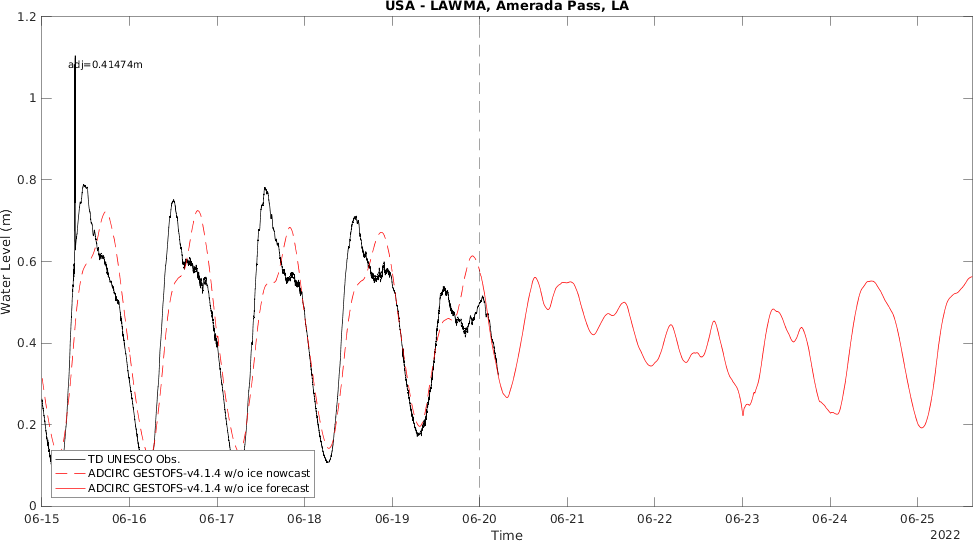 USA - LAWMA, Amerada Pass, LA
Water Level (m)
1.2
1
0.8
0.6
0.4
0.2
0
adj=0.41474m
TD UNESCO Obs.
ADCIRC GESTOFS-v4.1.4 w/o ice nowcast
ADCIRC GESTOFS-v4.1.4 w/o ice forecast
06-15 06-16 06-17 06-18 06-19 06-20 06-21 06-22 06-23 06-24 06-25
Time
2022